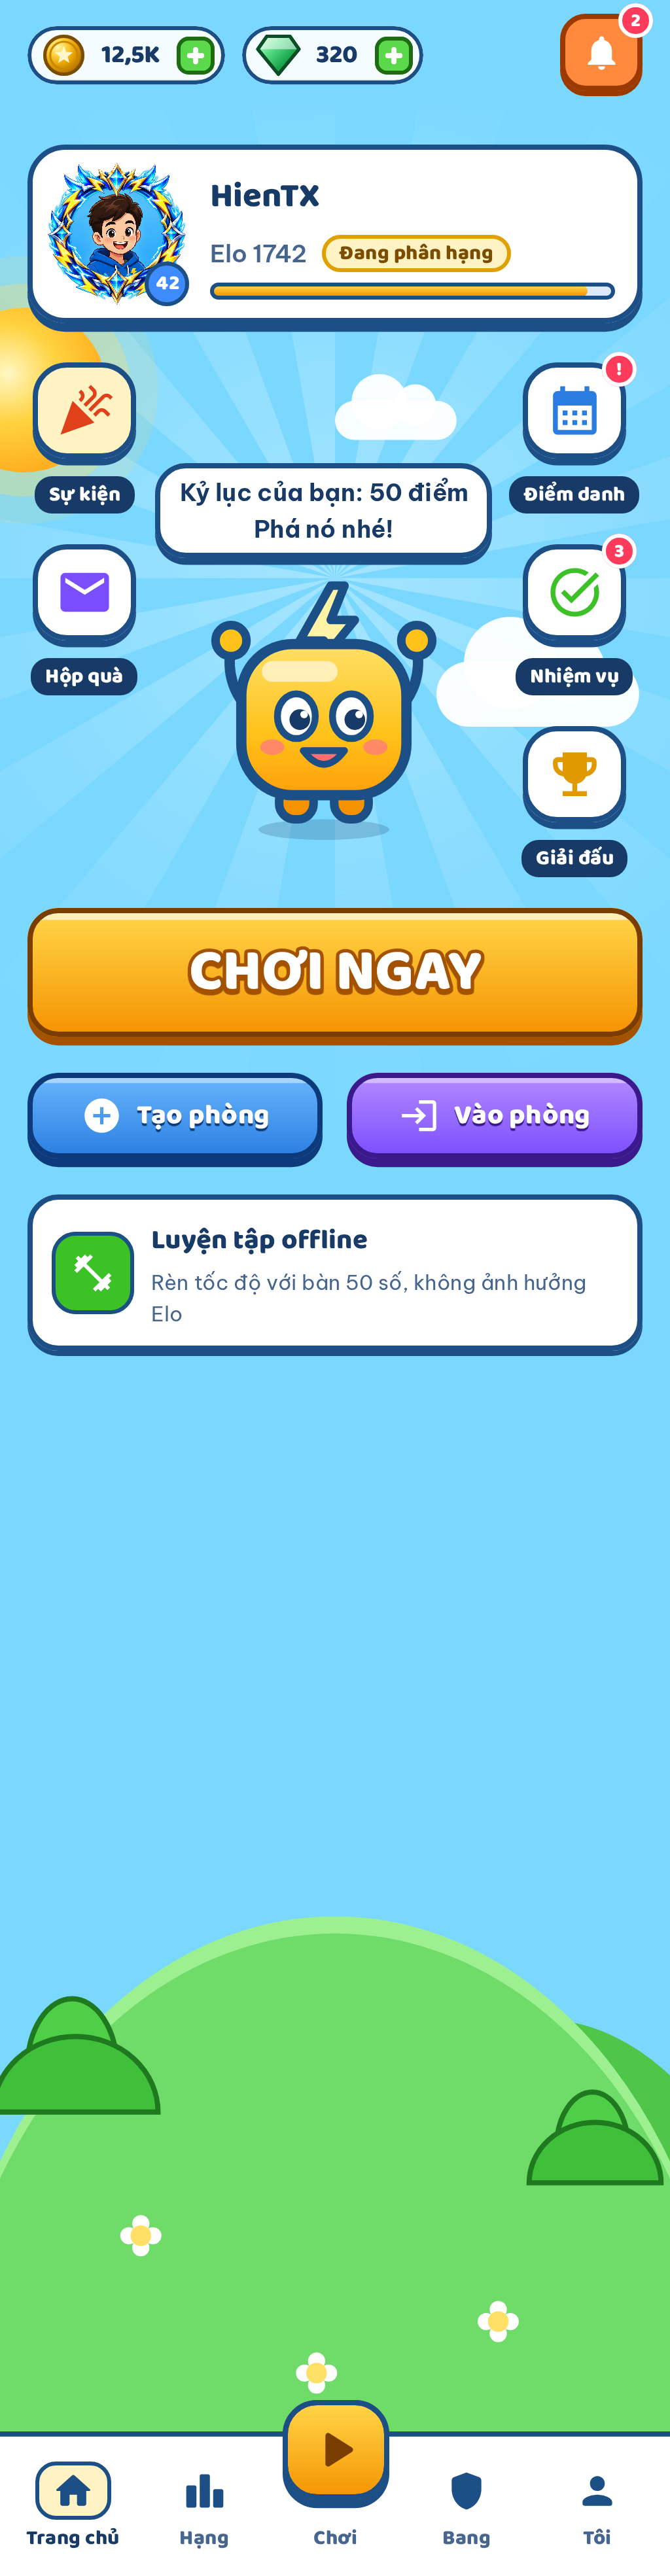 12,5K
320
2
HienTX
Elo 1742
Đang phân hạng
42
!
Sự kiện
Kỷ lục của bạn: 50 điểm
Phá nó nhé!
Điểm danh
3
Hộp quà
Nhiệm vụ
Giải đấu
CHƠI NGAY
Tạo phòng
Vào phòng
Luyện tập offline
Rèn tốc độ với bàn 50 số, không ảnh hưởng
Elo
Trang chủ
Hạng
Chơi
Bang
Tôi